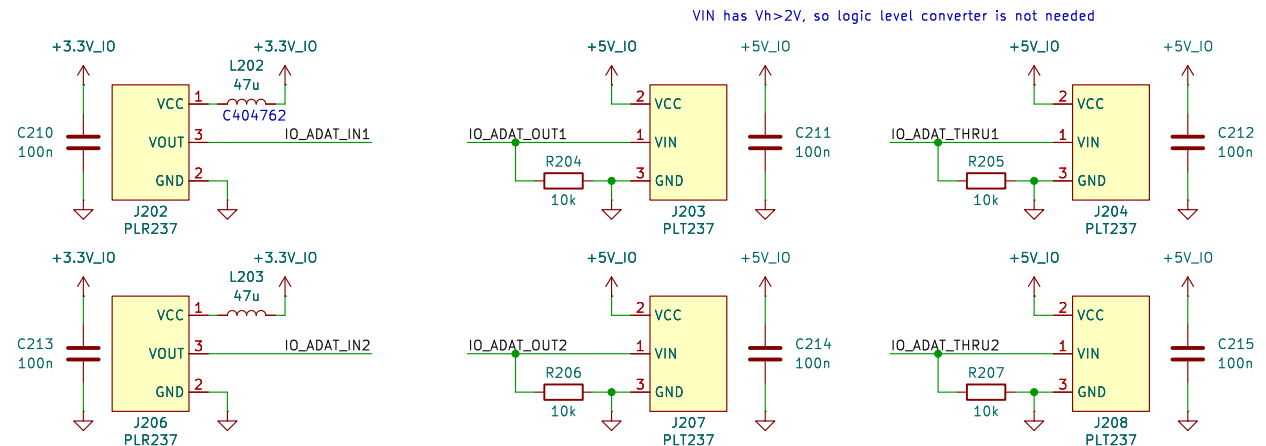 VIN has Vh>2V, so logic level converter is not needed
+3.3V_IO
+3.3V_IO
L202
47u
C404762
C210
100n
VCC
1
VOUT
3
GND
2
IO_ADAT_IN1
J202
PLR237
+5V_IO
+5V_IO
IO_ADAT_OUT1
R204
10k
2
VCC
1
VIN
3
GND
J203
PLT237
C211
100n
+5V_IO
+5V_IO
IO_ADAT_THRU1
R205
10k
2
VCC
1
VIN
3
GND
J204
PLT237
C212
100n
+3.3V_IO
+3.3V_IO
L203
47u
C213
100n
VCC
1
VOUT
3
GND
2
IO_ADAT_IN2
J206
PLR237
+5V_IO
+5V_IO
IO_ADAT_OUT2
R206
10k
2
VCC
1
VIN
3
GND
J207
PLT237
C214
100n
+5V_IO
+5V_IO
IO_ADAT_THRU2
R207
10k
2
VCC
1
VIN
3
GND
J208
PLT237
C215
100n